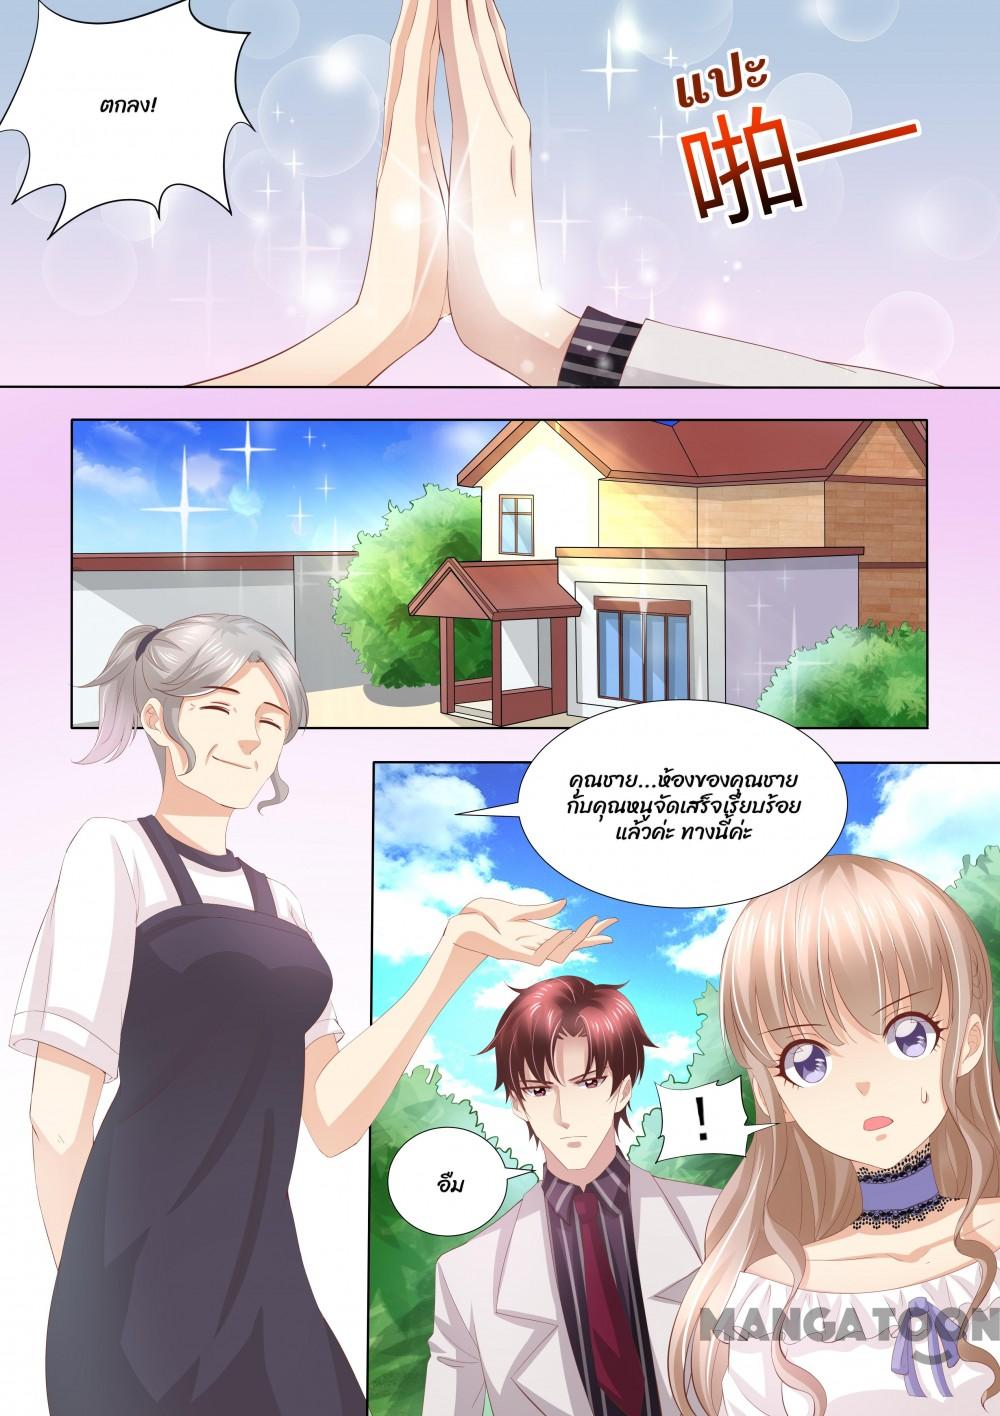 ตกลง!
แปะ
啪一
คุณชาย...ห้องของคุณชาย
กับคุณหนูจัดเสร็จเรียบร้อย
แล้วค่ะ ทางนี้ค่ะ
!
อืม
MANGATOON